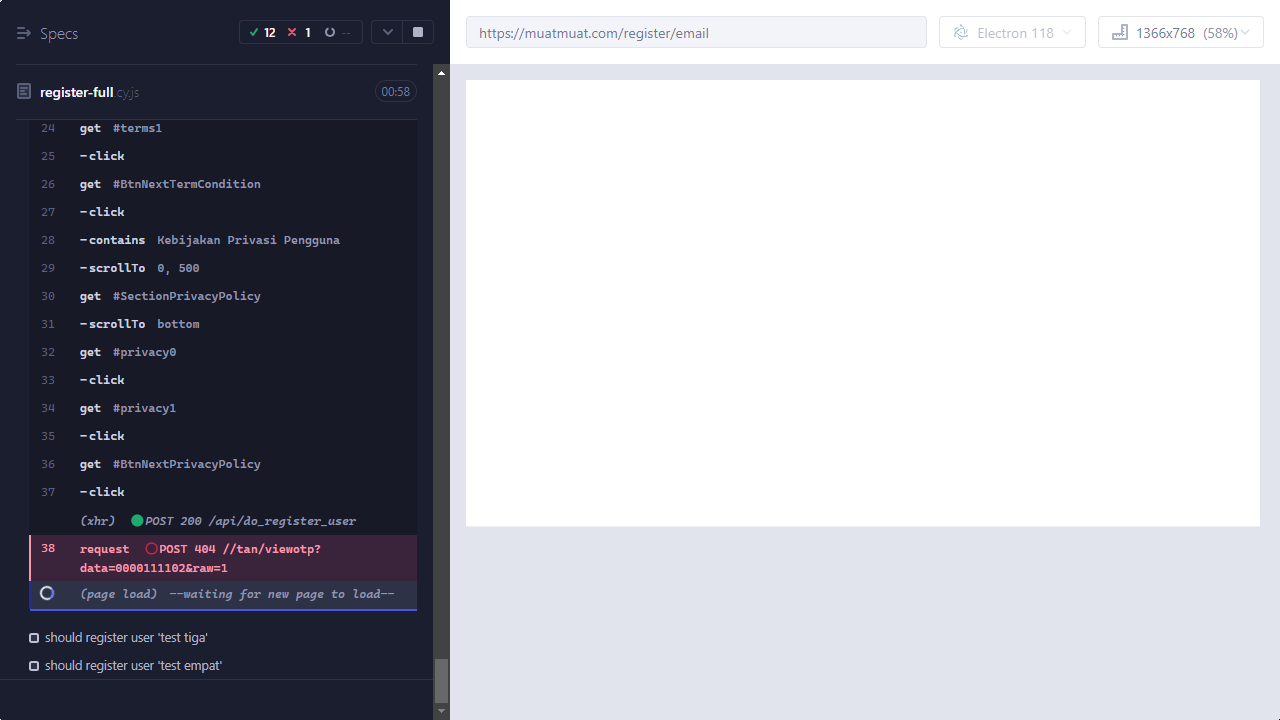 Specs
12
1
--
https://muatmuat.com/register/email
Electron 118
1366x768 (58%)
register-full.cy.js
00:58
24 get #terms1
25 -click
26 get #BtnNextTermCondition
27 -click
28 -contains Kebijakan Privasi Pengguna
29 -scrollTo 0, 500
30 get #SectionPrivacyPolicy
31 -scrollTo bottom
32 get #privacy0
33 -click
34 get #privacy1
35 -click
36 get #BtnNextPrivacyPolicy
37 -click
(xhr) POST 200 /api/do_register_user
38 request POST 404 //tan/viewotp?
data=0000111102&raw=1
(page load) --waiting for new page to load--
should register user 'test tiga'
should register user 'test empat'